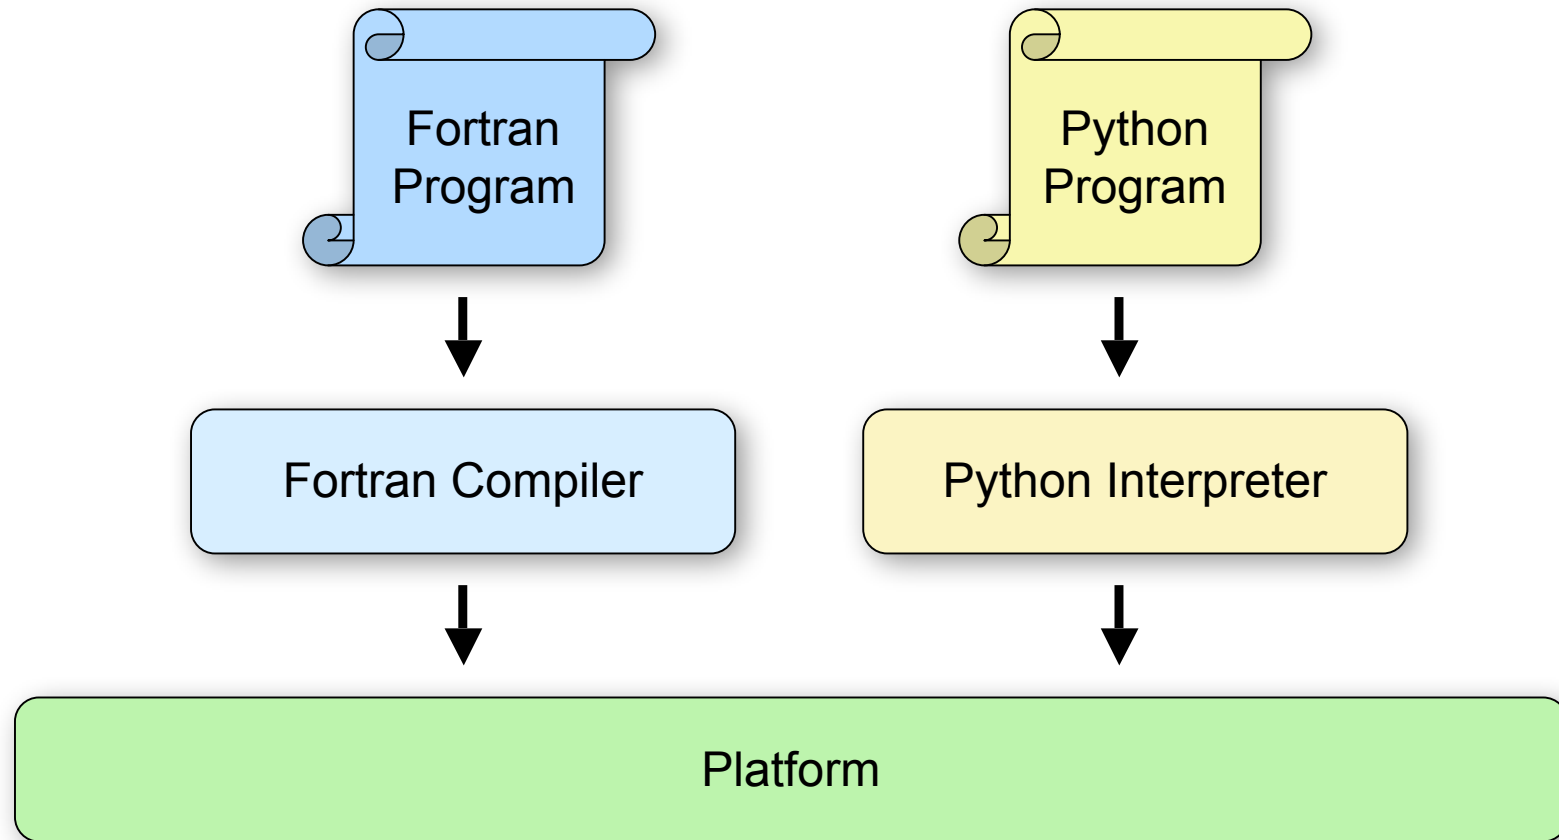 Fortran
Program
Python
Program
Fortran Compiler
Python Interpreter
Platform